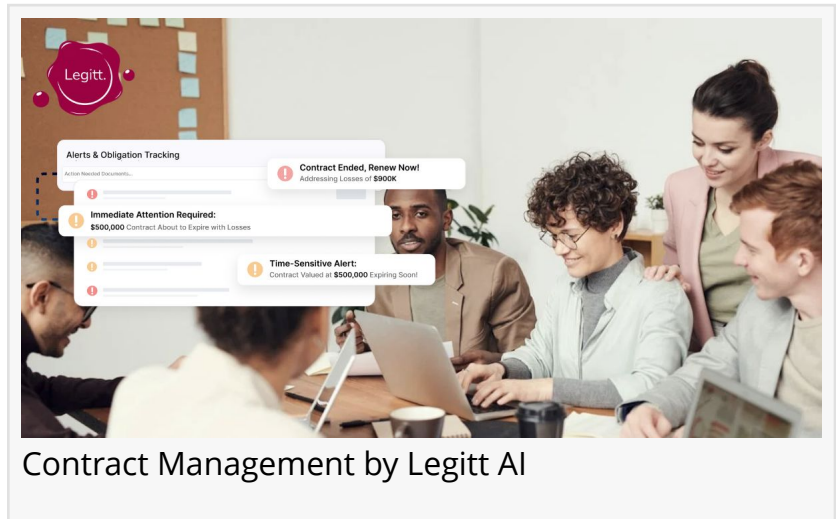 Legitt.
Alerts & Obligation Tracking
Action Needed Documents...
Contract Ended, Renew Now!
Addressing Losses of $900K
Immediate Attention Required:
$500,000 Contract About to Expire with Losses
Time-Sensitive Alert:
Contract Valued at $500,000 Expiring Soon!
Contract Management by Legitt AI